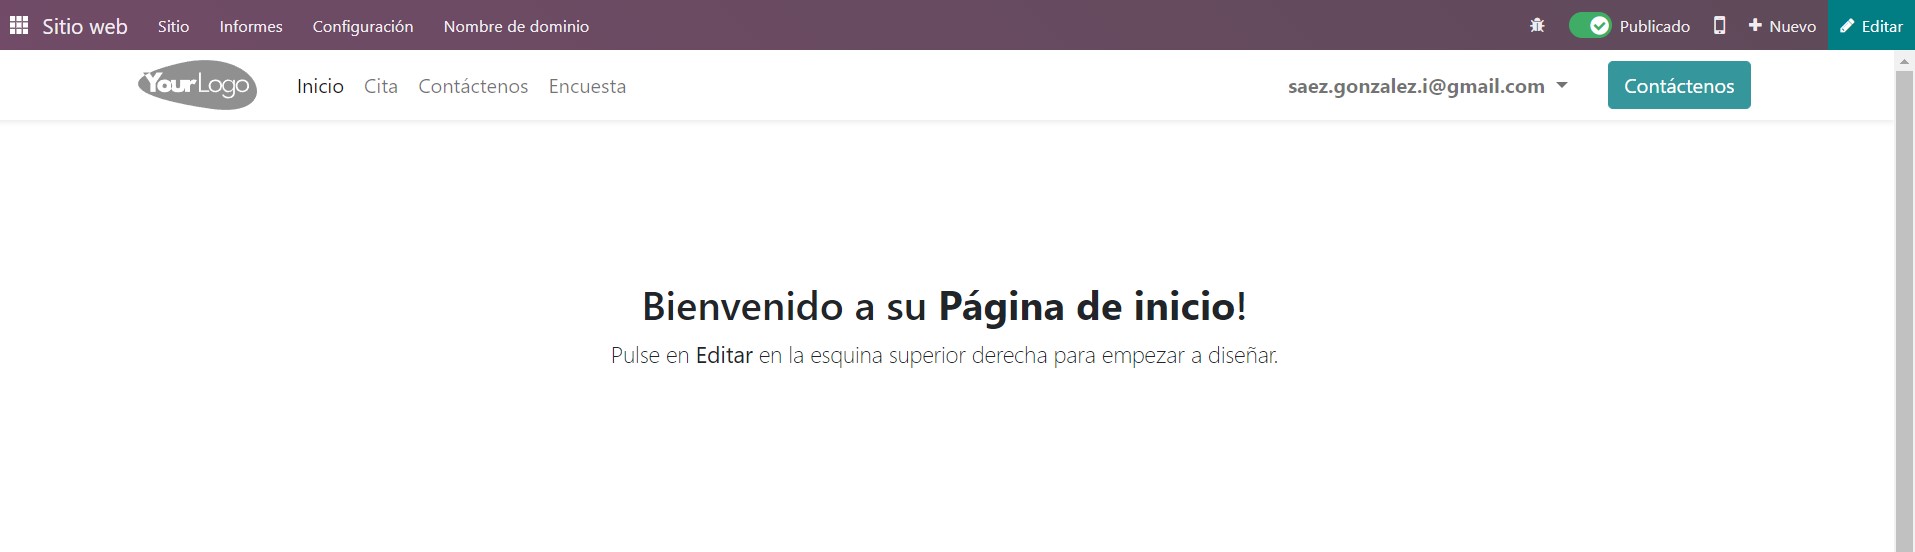 Sitio web Sitio Informes Configuración Nombre de dominio Publicado Nuevo Editar
YourLogo Inicio Cita Contáctenos Encuesta saez.gonzalez.i@gmail.com Contáctenos
Bienvenido a su Página de inicio!
Pulse en Editar en la esquina superior derecha para empezar a diseñar.